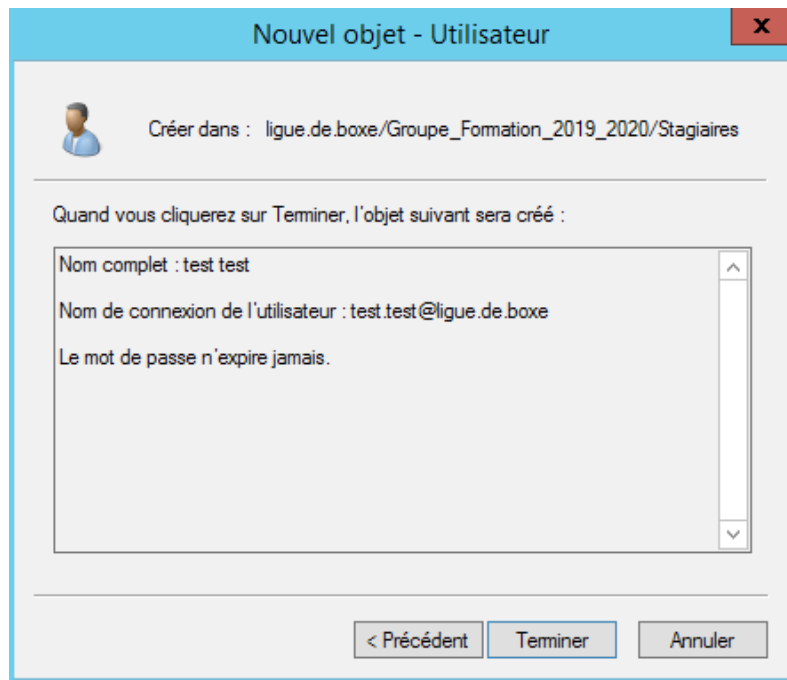 Nouvel objet - Utilisateur
x
Créer dans : ligue.de.boxe/Groupe_Formation_2019_2020/Stagiaires
Quand vous cliquerez sur Terminer, l'objet suivant sera créé :
Nom complet : test test
Nom de connexion de l'utilisateur : test.test@ligue.de.boxe
Le mot de passe n'expire jamais.
< Précédent Terminer Annuler